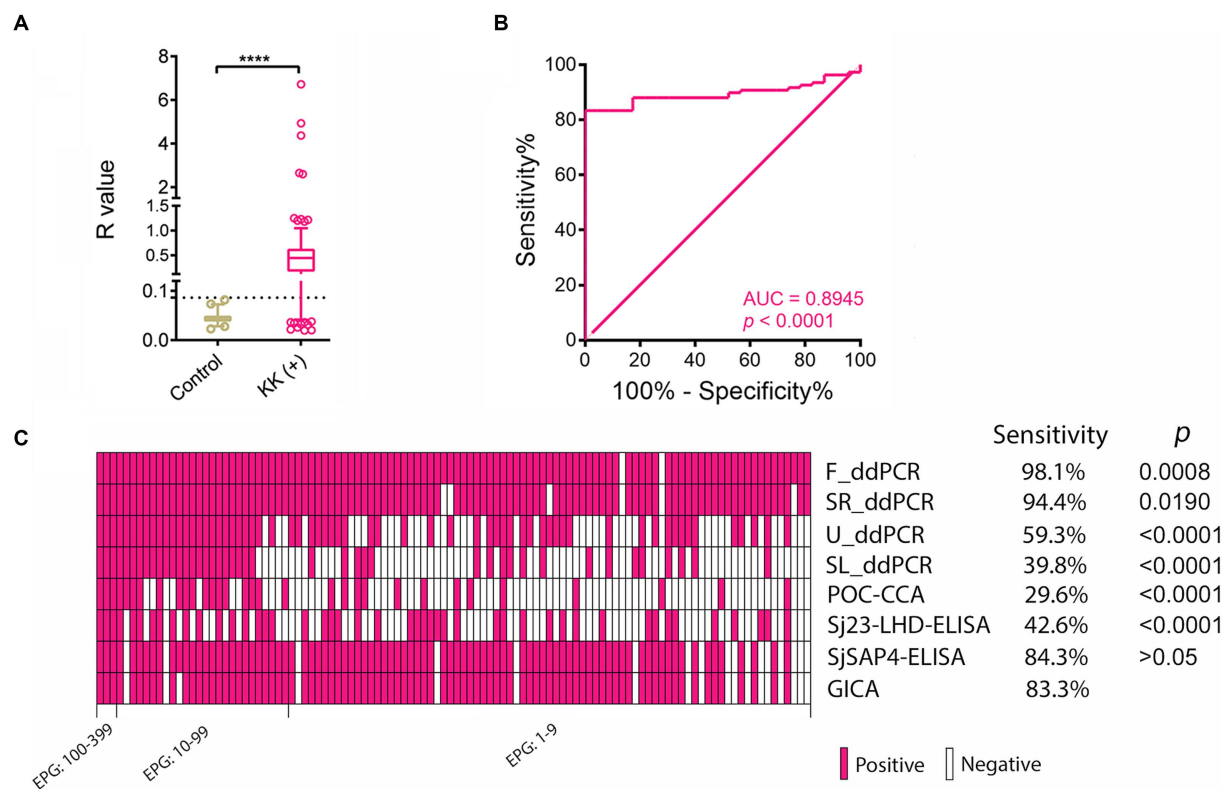 A
8
6
4
2
1.5
1.0
0.5
0.1
0.0
R value
****
Control
KK (+)
B
100
80
60
40
20
0
Sensitivity%
0 20 40 60 80 100
100% - Specificity%
AUC = 0.8945
p < 0.0001
C
Sensitivity p
F_ddPCR 98.1% 0.0008
SR_ddPCR 94.4% 0.0190
U_ddPCR 59.3% <0.0001
SL_ddPCR 39.8% <0.0001
POC-CCA 29.6% <0.0001
Sj23-LHD-ELISA 42.6% <0.0001
SjSAP4-ELISA 84.3% >0.05
GICA 83.3%
EPG: 100-399
EPG: 10-99
EPG: 1-9
Positive Negative